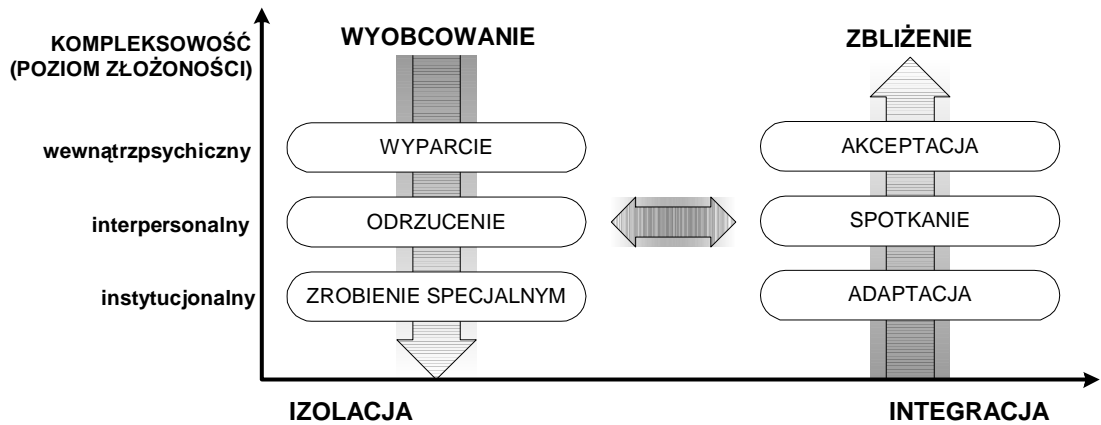 WYOBCOWANIE
ZBLIŻENIE
KOMPLEKSOWOŚĆ
(POZIOM ZŁOŻONOŚCI)
wewnątrzpsychiczny
WYPARCIE
AKCEPTACJA
interpersonalny
ODRZUCENIE
SPOTKANIE
instytucjonalny
ZROBIENIE SPECJALNYM
ADAPTACJA
IZOLACJA
INTEGRACJA